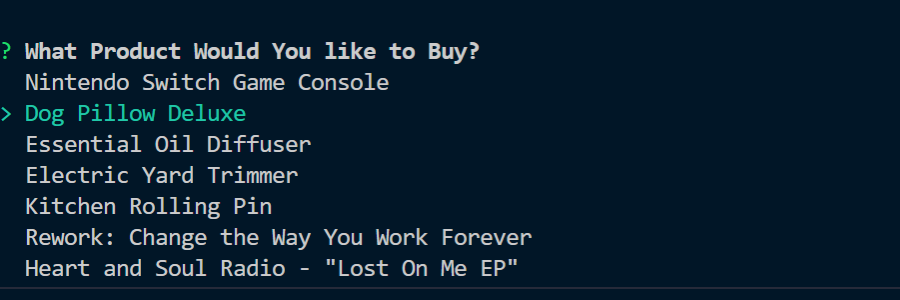 ? What Product Would You like to Buy?
Nintendo Switch Game Console
> Dog Pillow Deluxe
Essential Oil Diffuser
Electric Yard Trimmer
Kitchen Rolling Pin
Rework: Change the Way You Work Forever
Heart and Soul Radio - "Lost On Me EP"